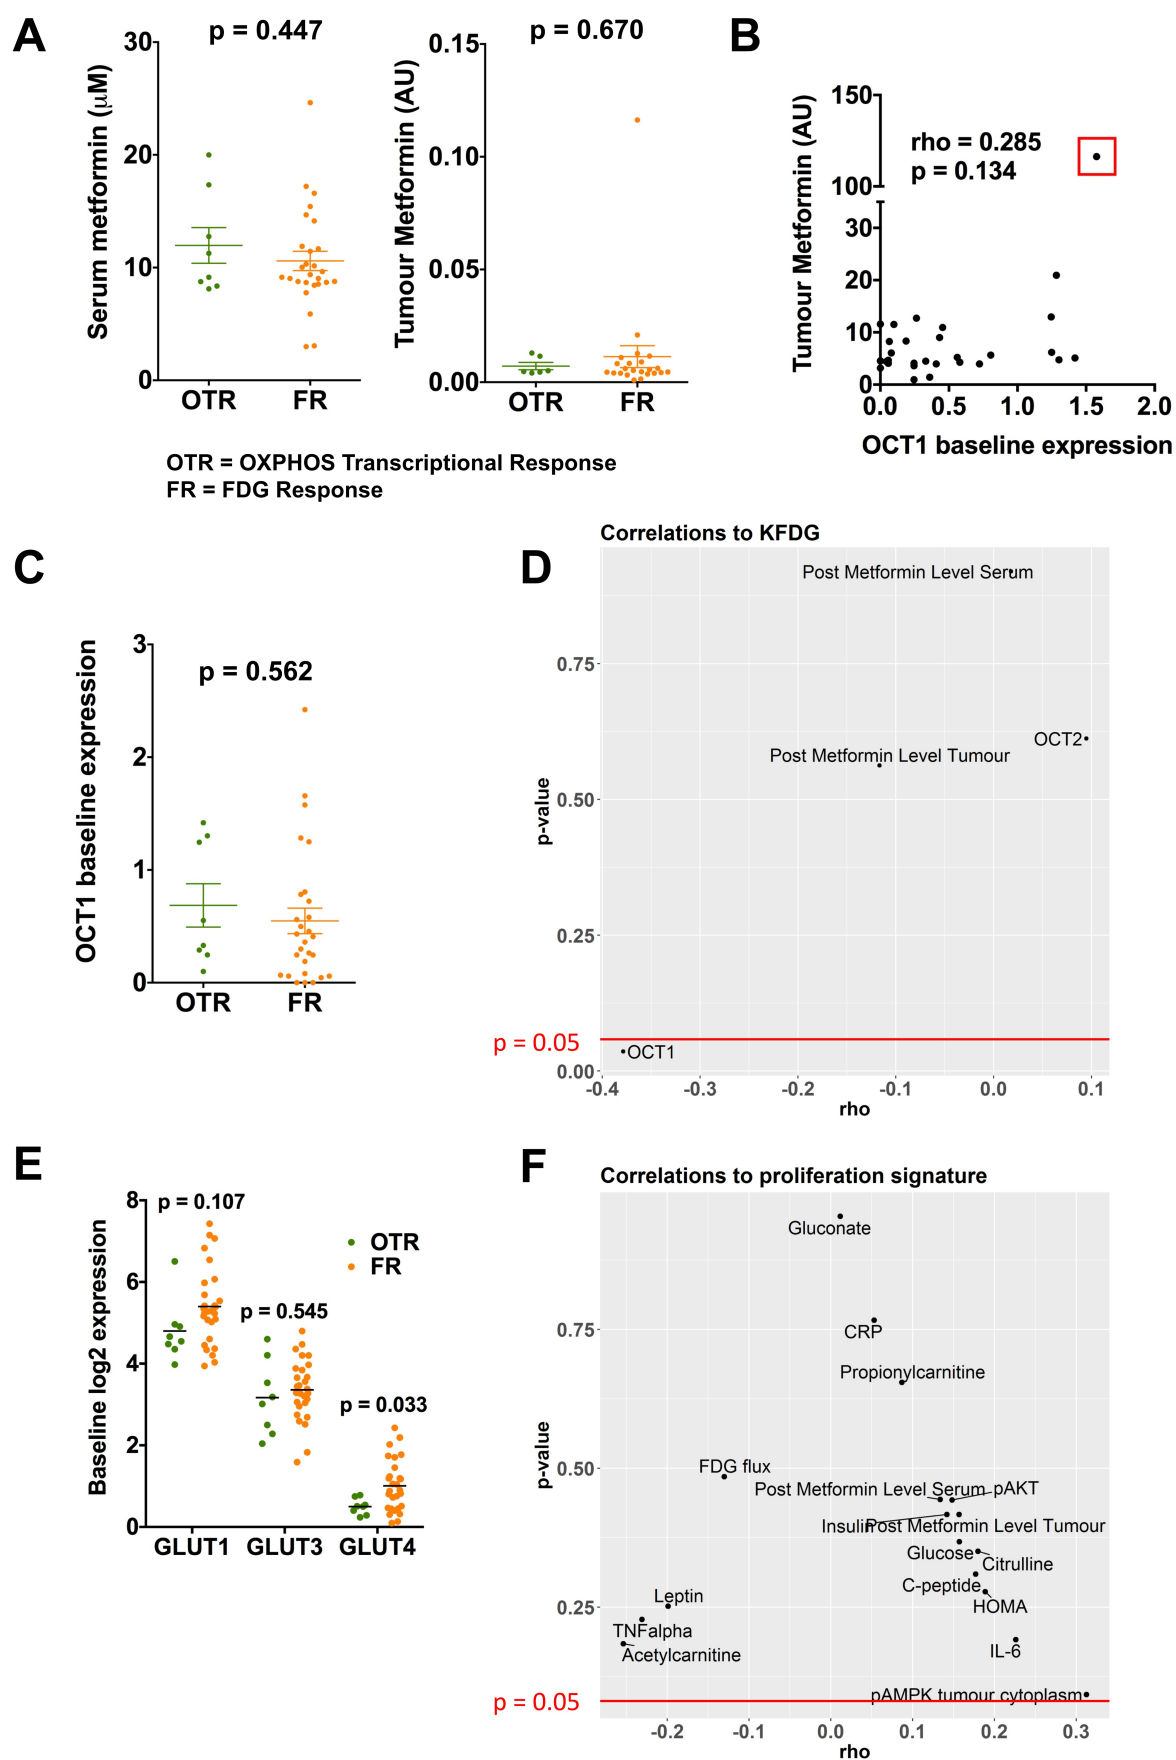 A
p = 0.447
Serum metformin (μM)
30
20
10
0
OTR
FR
p = 0.670
Tumour Metformin (AU)
0.15
0.10
0.05
0.00
OTR
FR
OTR = OXPHOS Transcriptional Response
FR = FDG Response
B
Tumour Metformin (AU)
150
100
30
20
10
0
rho = 0.285
p = 0.134
0.0
0.5
1.0
1.5
2.0
OCT1 baseline expression
C
p = 0.562
OCT1 baseline expression
3
2
1
0
OTR
FR
D
Correlations to KFDG
p-value
0.75
0.50
0.25
0.00
Post Metformin Level Serum
OCT2
Post Metformin Level Tumour
p = 0.05
OCT1
-0.4
-0.3
-0.2
-0.1
0.0
0.1
rho
E
Baseline log2 expression
8
6
4
2
0
p = 0.107
p = 0.545
p = 0.033
OTR
FR
GLUT1
GLUT3
GLUT4
F
Correlations to proliferation signature
p-value
0.75
0.50
0.25
Gluconate
CRP
Propionylcarnitine
FDG flux
Post Metformin Level Serum
pAKT
Insulin
Post Metformin Level Tumour
Glucose
Citrulline
C-peptide
HOMA
Leptin
TNFalpha
Acetylcarnitine
IL-6
pAMPK tumour cytoplasm
p = 0.05
-0.2
-0.1
0.0
0.1
0.2
0.3
rho